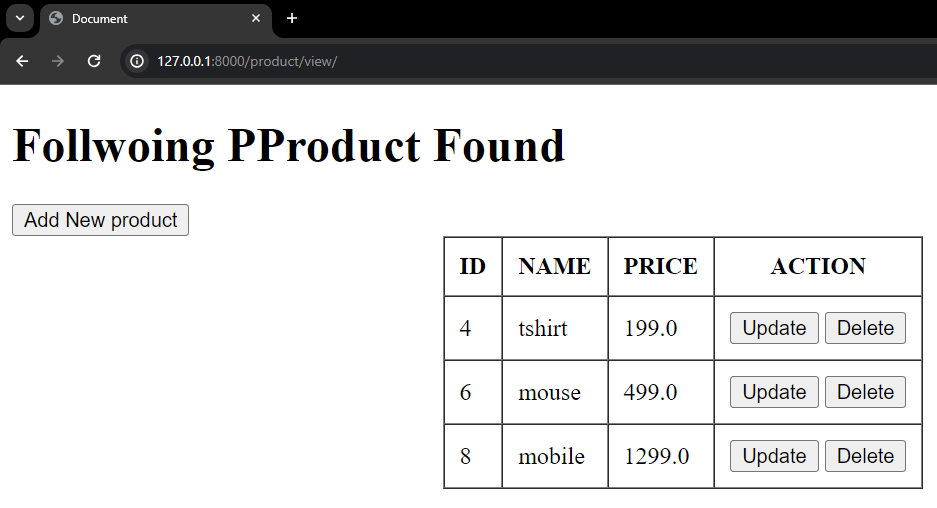 Document
127.0.0.1:8000/product/view/
Follwoing PProduct Found
Add New product
ID NAME PRICE ACTION
4 tshirt 199.0 Update Delete
6 mouse 499.0 Update Delete
8 mobile 1299.0 Update Delete